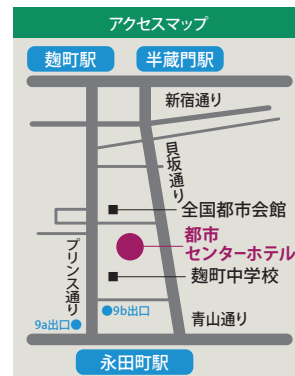 アクセスマップ
麹町駅
半蔵門駅
新宿通り
貝坂通り
全国都市会館
都市
センターホテル
麹町中学校
プリンス通り
9b出口
9a出口
青山通り
永田町駅